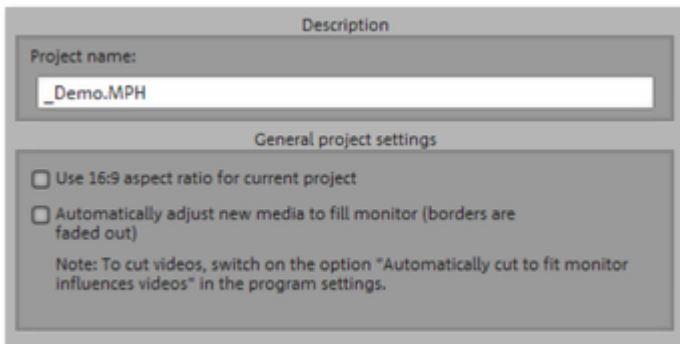 Description
Project name:
_Demo.MPH
General project settings
Use 16:9 aspect ratio for current project
Automatically adjust new media to fill monitor (borders are
faded out)
Note: To cut videos, switch on the option "Automatically cut to fit monitor
influences videos" in the program settings.